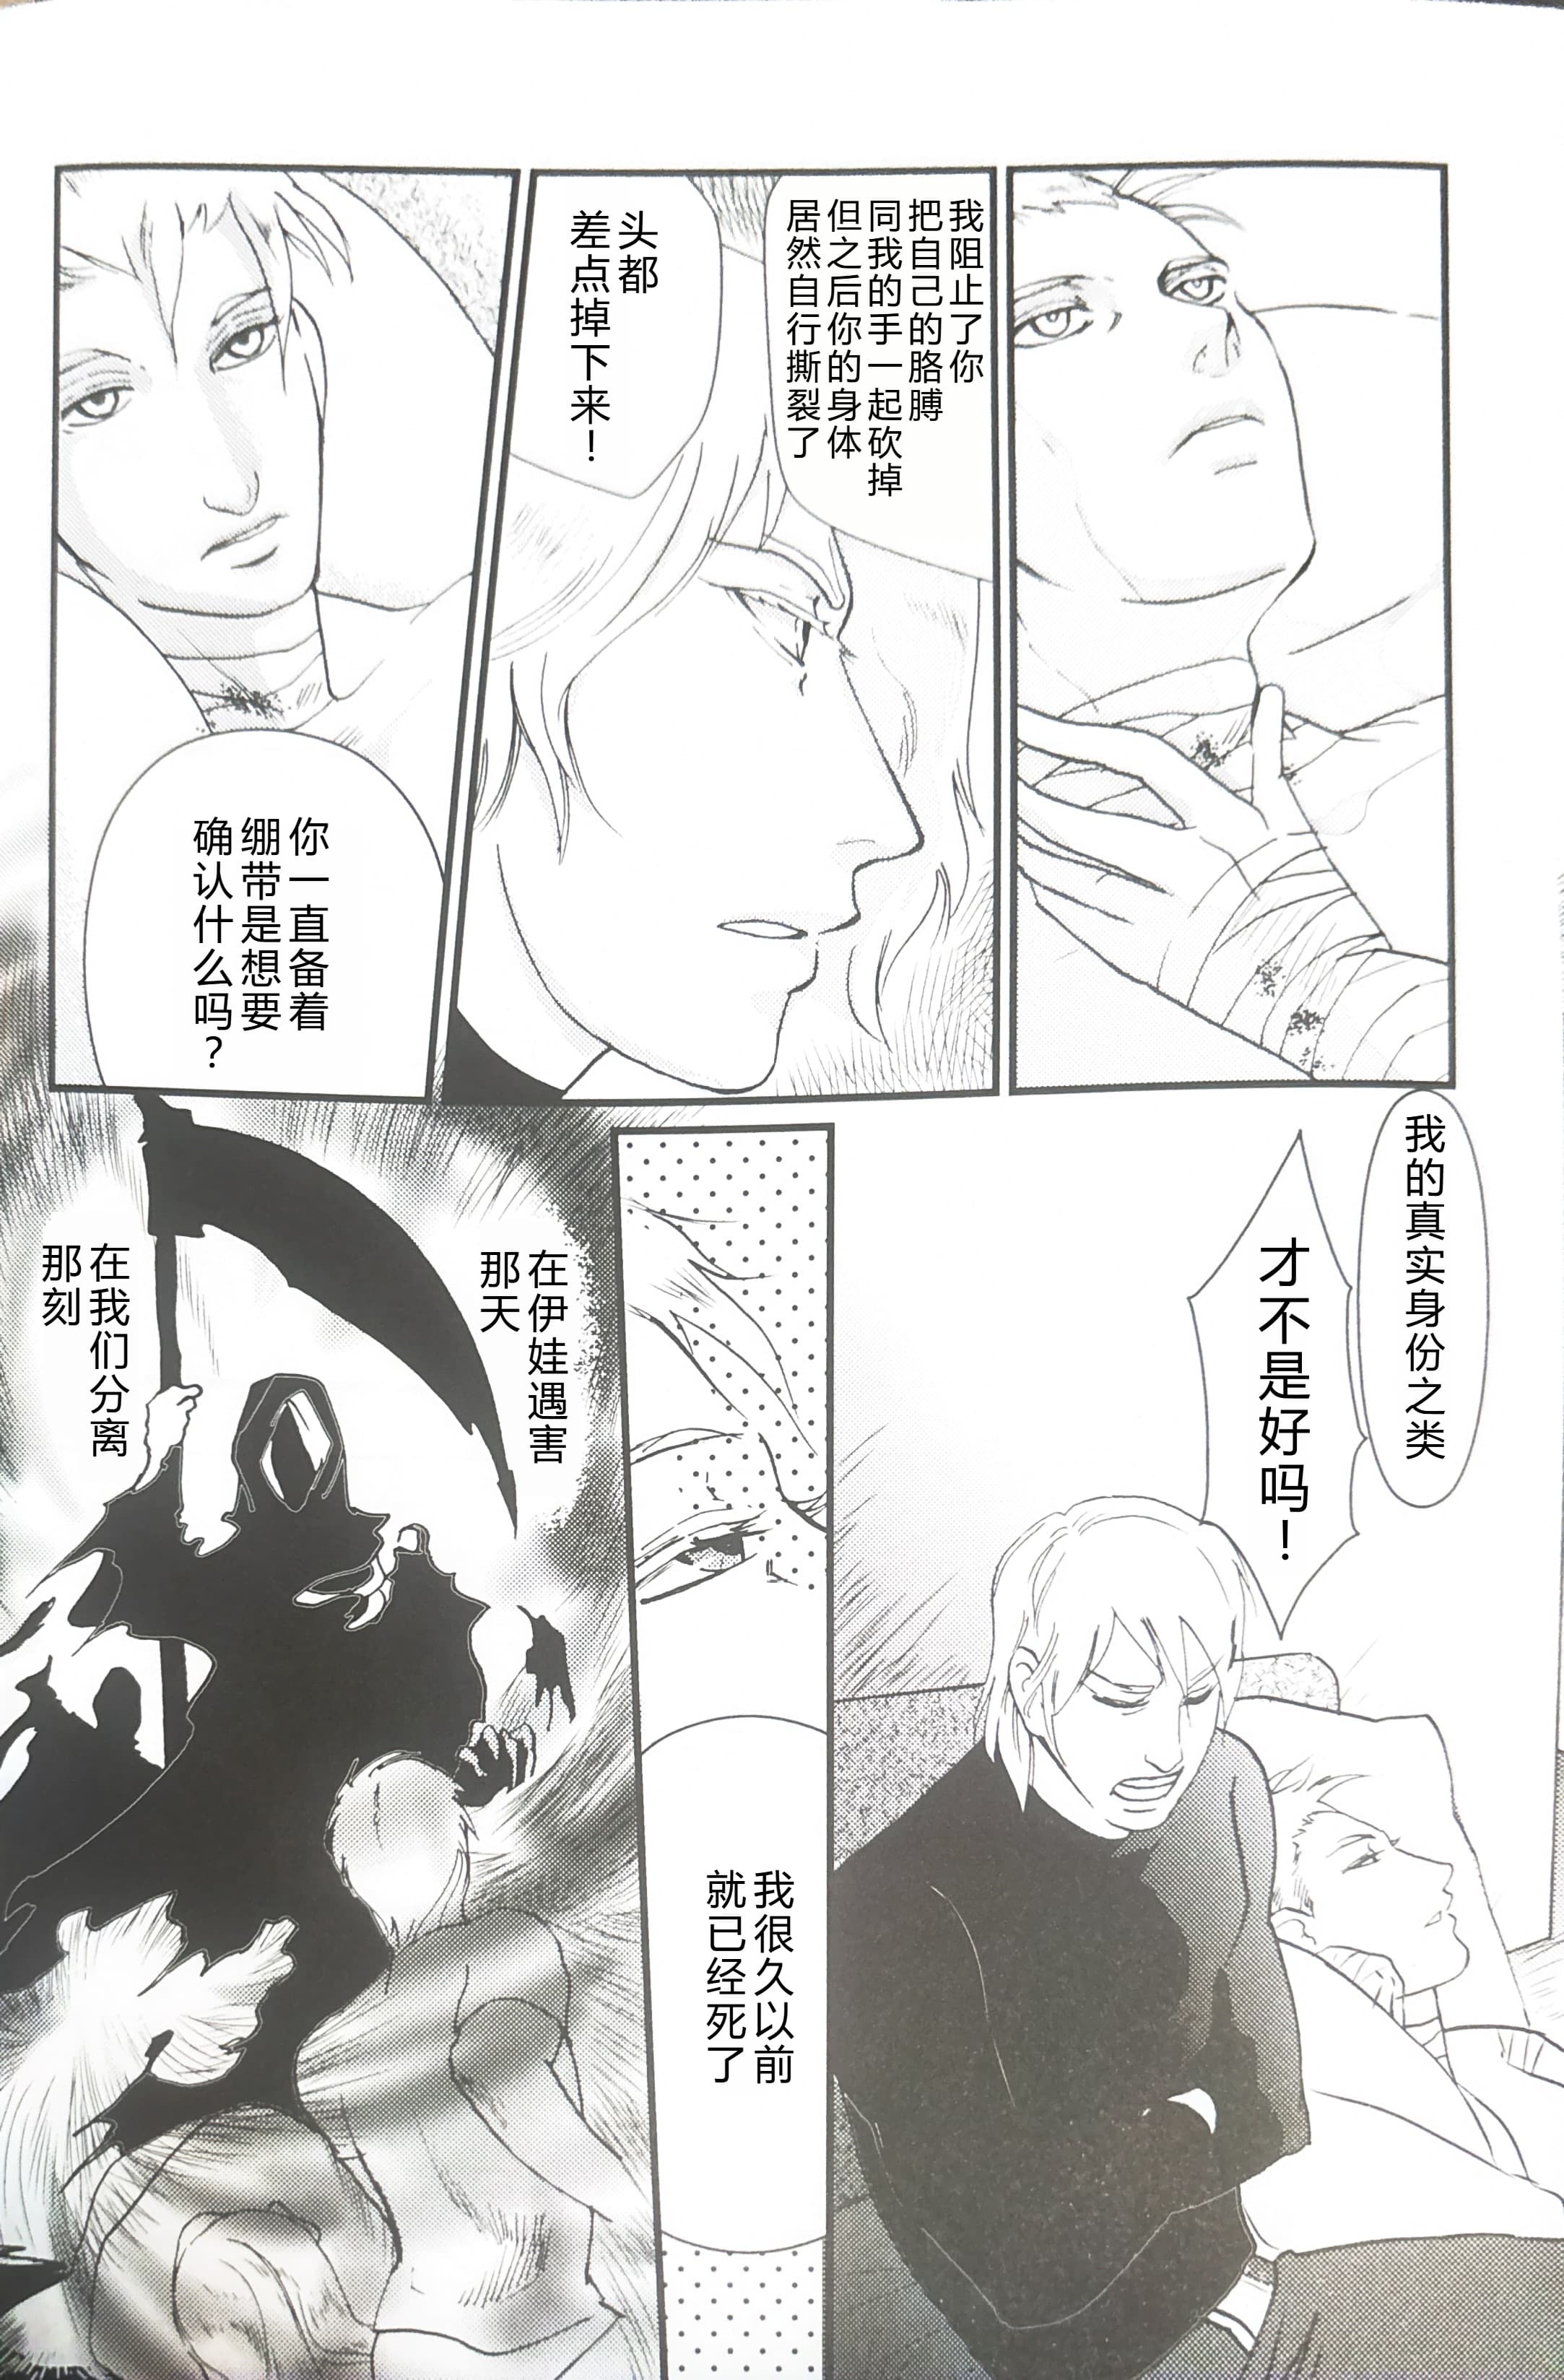 我阻止了你
把自己的胳膊
同我的手一起砍掉
但之后你的身体
居然自行撕裂了
头都
差点掉下来！
你一直备着
绷带是想要
确认什么吗？
我的真实身份之类
才不是好吗！
我很久以前
就已经死了
在伊娃遇害
那天
在我们分离
那刻